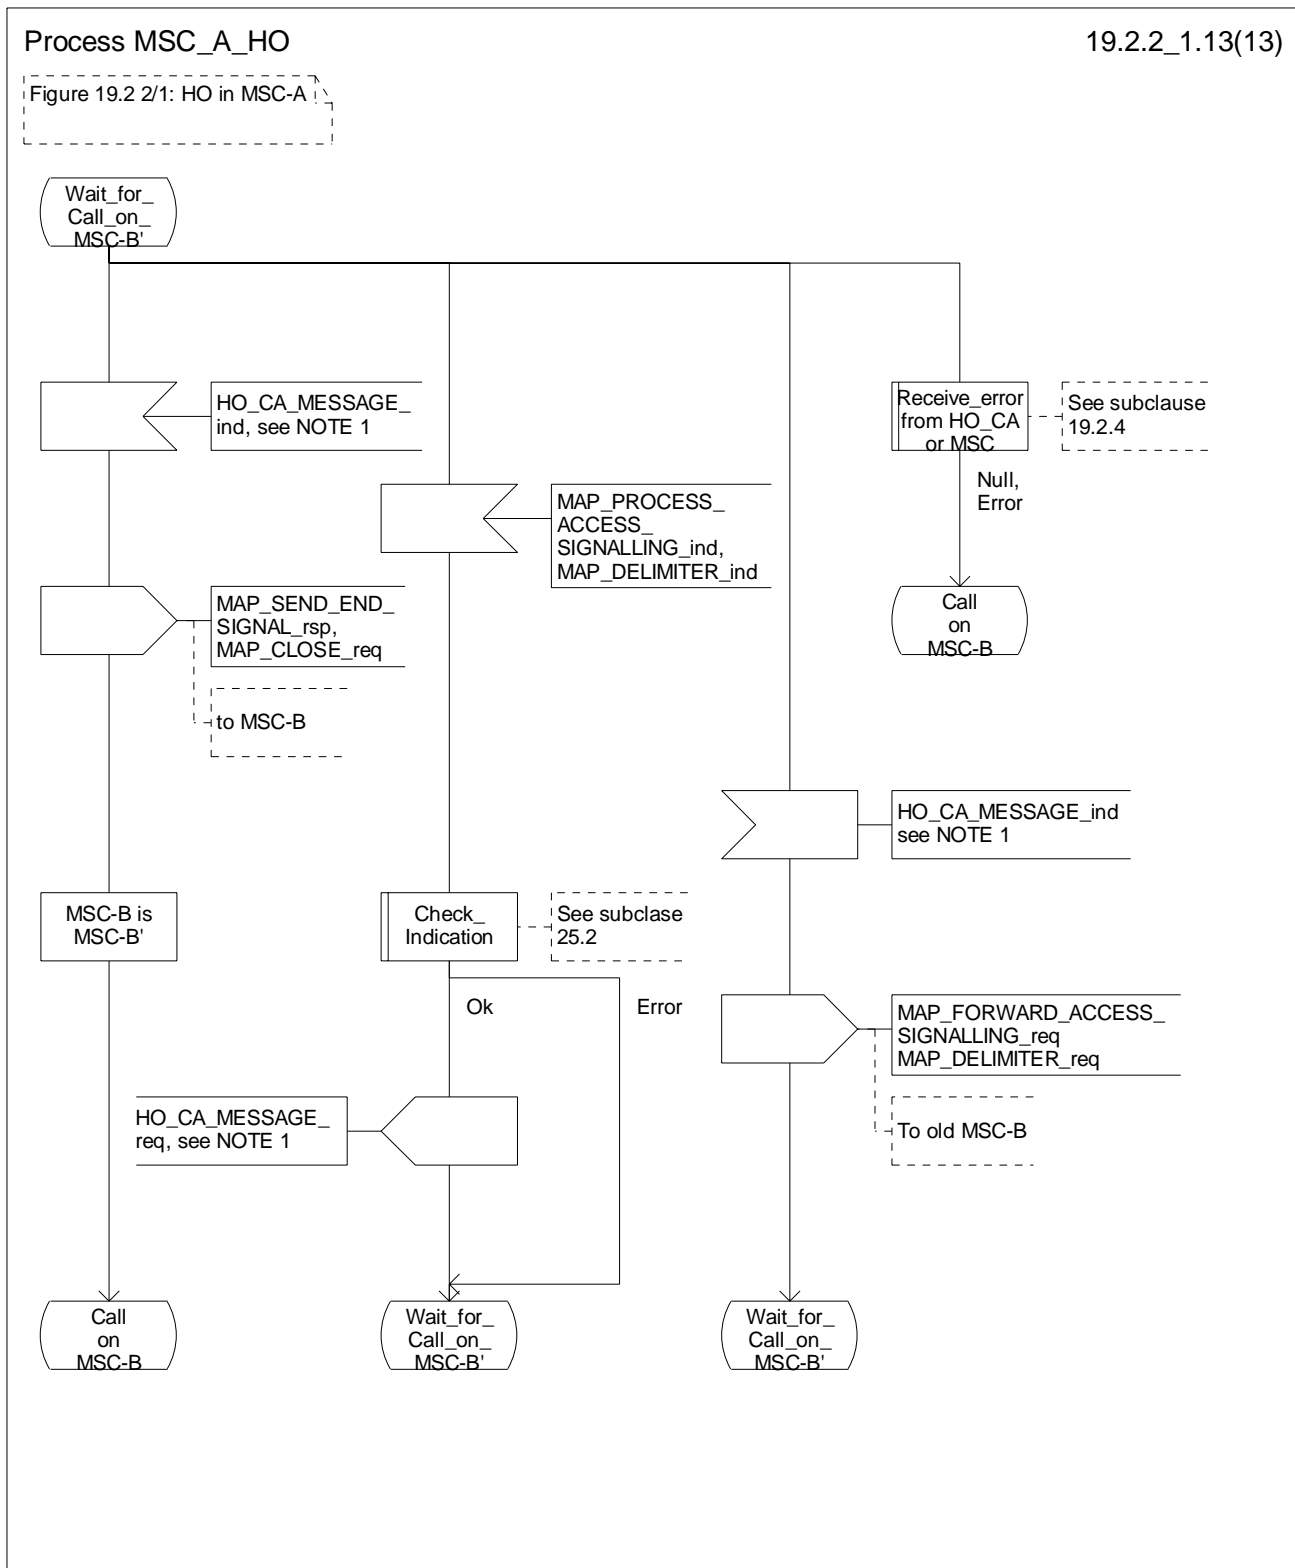 Process MSC_A_HO
19.2.2_1.13(13)
Figure 19.2 2/1: HO in MSC-A
Wait_for_
Call_on_
MSC-B'
HO_CA_MESSAGE_
ind, see NOTE 1
Receive_error
from HO_CA
or MSC
See subclause
19.2.4
Null,
Error
MAP_PROCESS_
ACCESS_
SIGNALLING_ind,
MAP_DELIMITER_ind
MAP_SEND_END_
SIGNAL_rsp,
MAP_CLOSE_req
Call
on
MSC-B
to MSC-B
HO_CA_MESSAGE_ind
see NOTE 1
MSC-B is
MSC-B'
Check_
Indication
See subclase
25.2
Ok
Error
MAP_FORWARD_ACCESS_
SIGNALLING_req
MAP_DELIMITER_req
HO_CA_MESSAGE_
req, see NOTE 1
To old MSC-B
Call
on
MSC-B
Wait_for_
Call_on_
MSC-B'
Wait_for_
Call_on_
MSC-B'